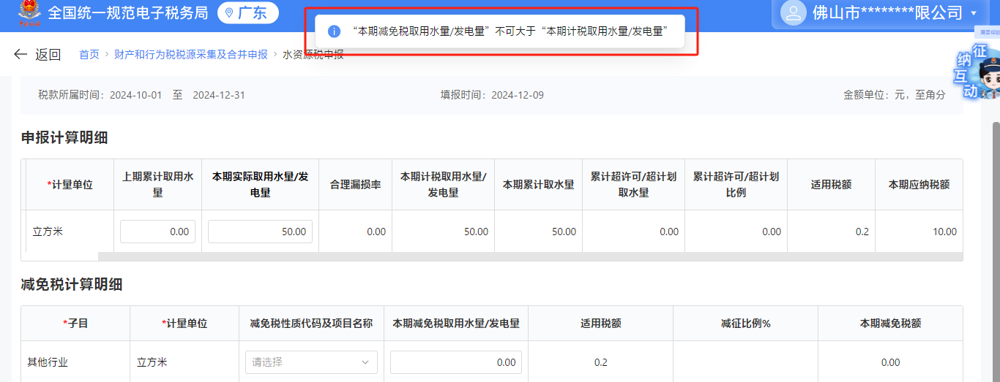 全国统一规范电子税务局
广东
“本期减免税取用水量/发电量”不可大于“本期计税取用水量/发电量”
佛山市********限公司
需要帮助
返回 首页 › 财产和行为税税源采集及合并申报 › 水资源税申报
征纳互动
税款所属时间：2024-10-01 至 2024-12-31
填报时间：2024-12-09
金额单位：元，至角分
申报计算明细
*计量单位
上期累计取用水
量
本期实际取用水量/发
电量
合理漏损率
本期计税取用水量/
发电量
本期累计取水量
累计超许可/超计划
取水量
累计超许可/超计划
比例
适用税额
本期应纳税额
立方米 0.00 50.00 0.00 50.00 50.00 0.00 0.00 0.2 10.00
减免税计算明细
*子目 *计量单位 减免税性质代码及项目名称 本期减免税取用水量/发电量 适用税额 减征比例% 本期减免税额
其他行业 立方米 请选择 0.00 0.2 0.00